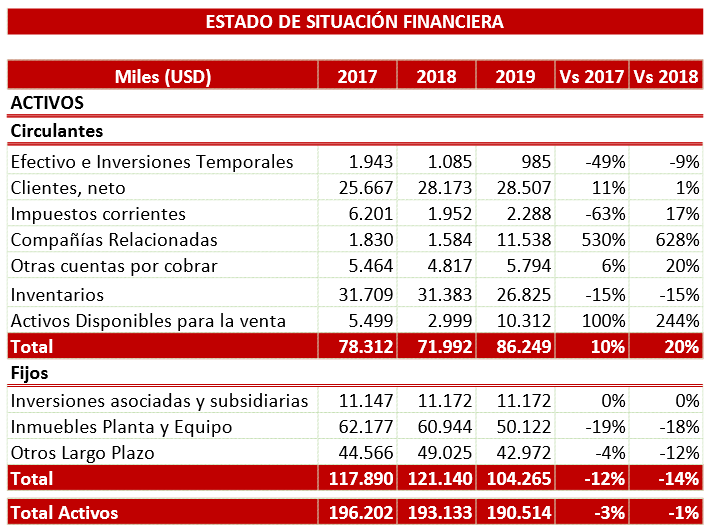 ESTADO DE SITUACIÓN FINANCIERA
Miles (USD) 2017 2018 2019 Vs 2017 Vs 2018
ACTIVOS
Circulantes
Efectivo e Inversiones Temporales 1.943 1.085 985 -49% -9%
Clientes, neto 25.667 28.173 28.507 11% 1%
Impuestos corrientes 6.201 1.952 2.288 -63% 17%
Compañías Relacionadas 1.830 1.584 11.538 530% 628%
Otras cuentas por cobrar 5.464 4.817 5.794 6% 20%
Inventarios 31.709 31.383 26.825 -15% -15%
Activos Disponibles para la venta 5.499 2.999 10.312 100% 244%
Total 78.312 71.992 86.249 10% 20%
Fijos
Inversiones asociadas y subsidiarias 11.147 11.172 11.172 0% 0%
Inmuebles Planta y Equipo 62.177 60.944 50.122 -19% -18%
Otros Largo Plazo 44.566 49.025 42.972 -4% -12%
Total 117.890 121.140 104.265 -12% -14%
Total Activos 196.202 193.133 190.514 -3% -1%